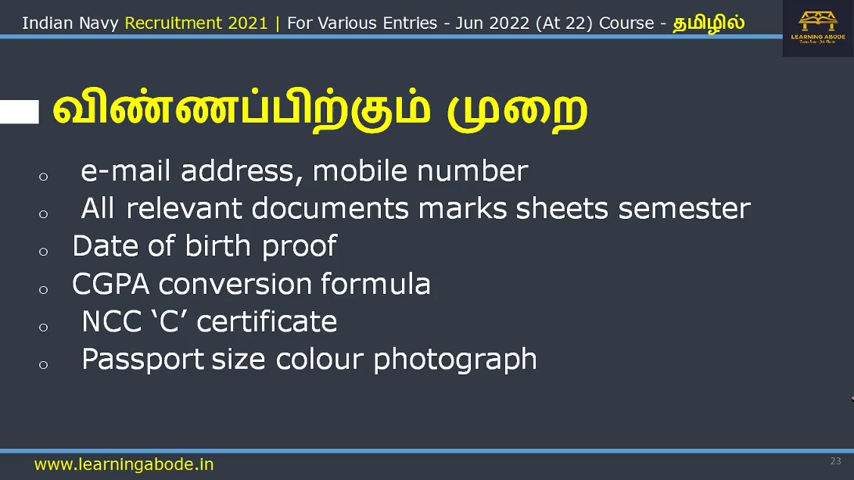 Indian Navy Recruitment 2021 | For Various Entries - Jun 2022 (At 22) Course - தமிழில்
LEARNING ABODE
விண்ணப்பிற்கும் முறை
e-mail address, mobile number
All relevant documents marks sheets semester
Date of birth proof
CGPA conversion formula
NCC ‘C’ certificate
Passport size colour photograph
www.learningabode.in
23